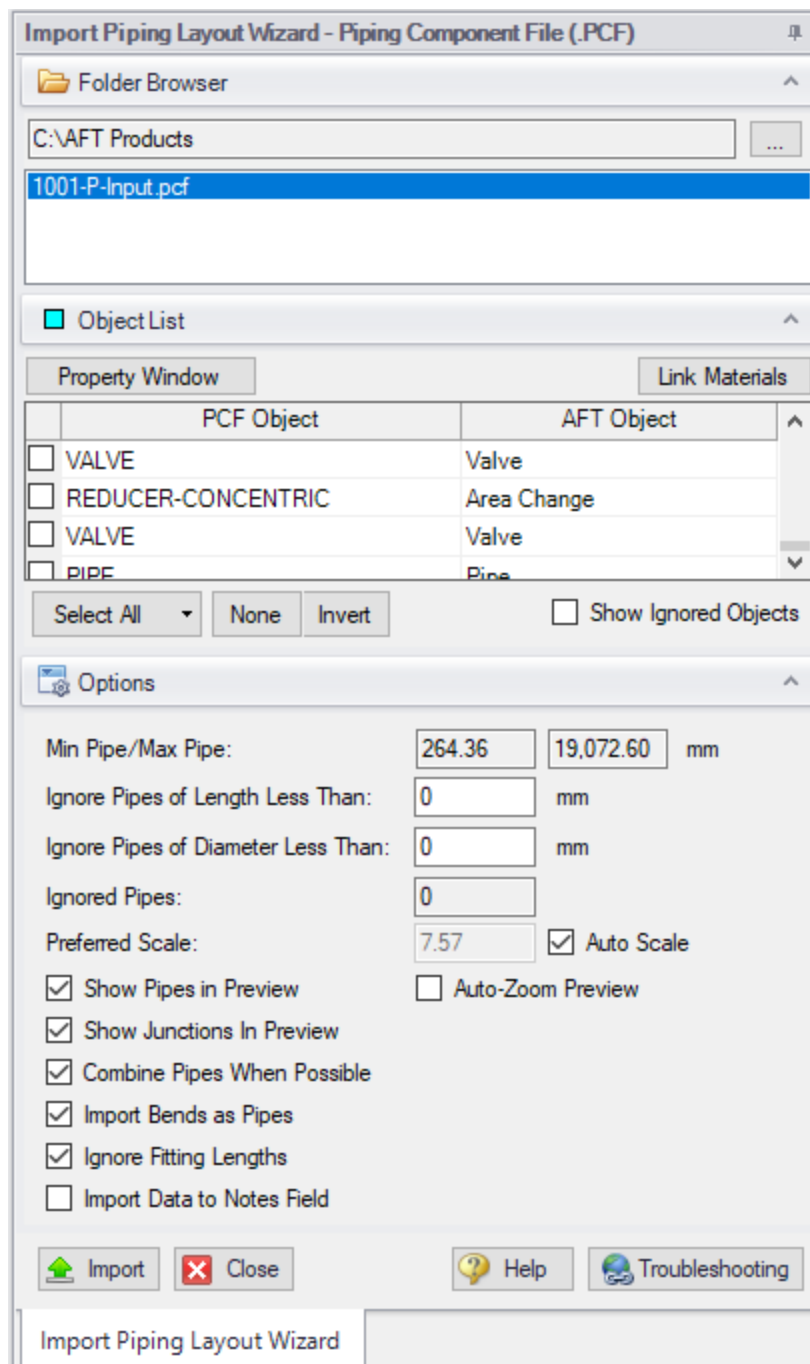 Import Piping Layout Wizard - Piping Component File (.PCF)
Folder Browser
C:\AFT Products
...
1001-P-Input.pcf
Object List
Property Window Link Materials
PCF Object AFT Object
VALVE Valve
REDUCER-CONCENTRIC Area Change
VALVE Valve
PIPE Pipe
Select All None Invert Show Ignored Objects
Options
Min Pipe/Max Pipe: 264.36 19,072.60 mm
Ignore Pipes of Length Less Than: 0 mm
Ignore Pipes of Diameter Less Than: 0 mm
Ignored Pipes: 0
Preferred Scale: 7.57 Auto Scale
Show Pipes in Preview Auto-Zoom Preview
Show Junctions In Preview
Combine Pipes When Possible
Import Bends as Pipes
Ignore Fitting Lengths
Import Data to Notes Field
Import Close Help Troubleshooting
Import Piping Layout Wizard